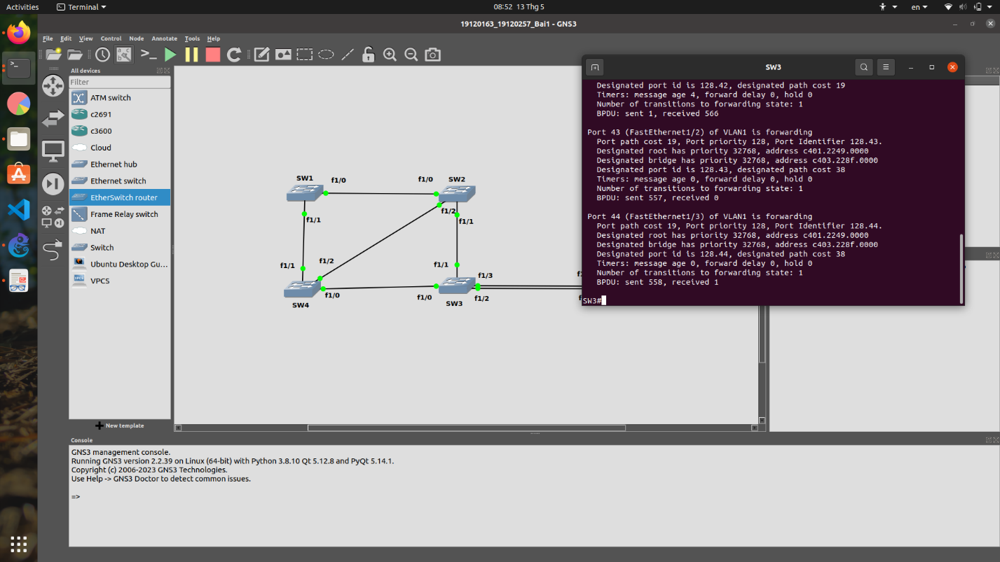 Activities
Terminal
08:52 13 Thg 5
en
19120163_19120257_Bai1 - GNS3
File Edit View Control Node Annotate Tools Help
All devices
Filter
ATM switch
c2691
c3600
Cloud
Ethernet hub
Ethernet switch
EtherSwitch router
Frame Relay switch
NAT
Switch
Ubuntu Desktop Gu...
VPCS
New template
SW1
f1/0
f1/0
SW2
f1/1
f1/2
f1/1
f1/2
f1/1
f1/1
f1/3
SW4
f1/0
f1/0
SW3
f1/2
SW3
Designated port id is 128.42, designated path cost 19
Timers: message age 4, forward delay 0, hold 0
Number of transitions to forwarding state: 1
BPDU: sent 1, received 566
Port 43 (FastEthernet1/2) of VLAN1 is forwarding
Port path cost 19, Port priority 128, Port Identifier 128.43.
Designated root has priority 32768, address c401.2249.0000
Designated bridge has priority 32768, address c403.228f.0000
Designated port id is 128.43, designated path cost 38
Timers: message age 0, forward delay 0, hold 0
Number of transitions to forwarding state: 1
BPDU: sent 557, received 0
Port 44 (FastEthernet1/3) of VLAN1 is forwarding
Port path cost 19, Port priority 128, Port Identifier 128.44.
Designated root has priority 32768, address c401.2249.0000
Designated bridge has priority 32768, address c403.228f.0000
Designated port id is 128.44, designated path cost 38
Timers: message age 0, forward delay 0, hold 0
Number of transitions to forwarding state: 1
BPDU: sent 558, received 1
SW3#
Console
GNS3 management console.
Running GNS3 version 2.2.39 on Linux (64-bit) with Python 3.8.10 Qt 5.12.8 and PyQt 5.14.1.
Copyright (c) 2006-2023 GNS3 Technologies.
Use Help -> GNS3 Doctor to detect common issues.
=>